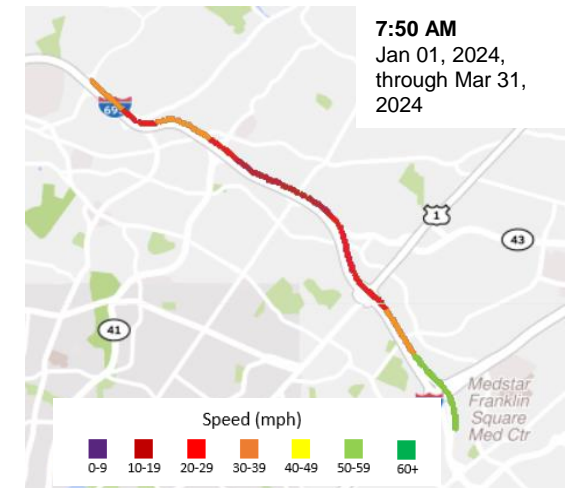 7:50 AM
Jan 01, 2024,
through Mar 31,
2024
695
1
43
41
Medstar
Franklin
Square
Med Ctr
Speed (mph)
0-9 10-19 20-29 30-39 40-49 50-59 60+